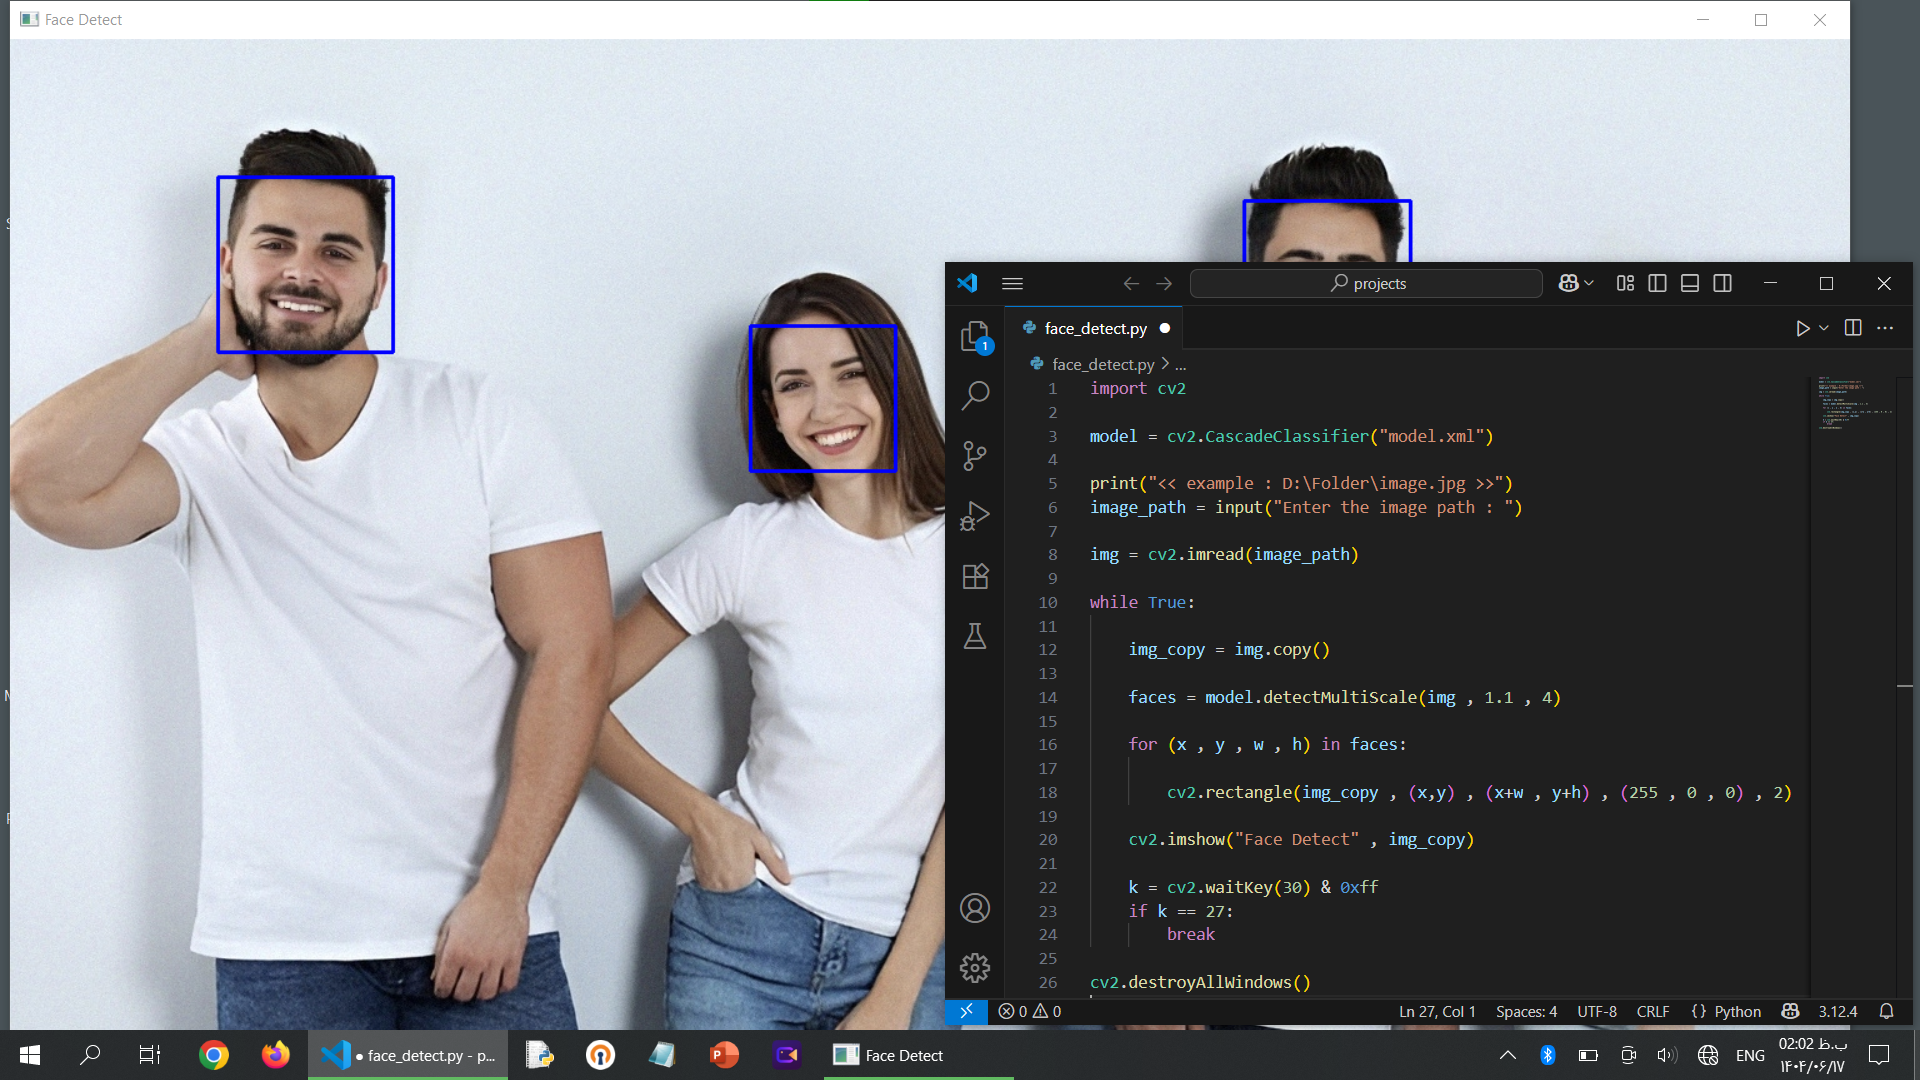 Face Detect
projects
face_detect.py
1
face_detect.py > ...
1 import cv2
2
3 model = cv2.CascadeClassifier("model.xml")
4
5 print("<< example : D:\Folder\image.jpg >>")
6 image_path = input("Enter the image path : ")
7
8 img = cv2.imread(image_path)
9
10 while True:
11
12 img_copy = img.copy()
13
14 faces = model.detectMultiScale(img , 1.1 , 4)
15
16 for (x , y , w , h) in faces:
17
18 cv2.rectangle(img_copy , (x,y) , (x+w , y+h) , (255 , 0 , 0) , 2)
19
20 cv2.imshow("Face Detect" , img_copy)
21
22 k = cv2.waitKey(30) & 0xff
23 if k == 27:
24 break
25
26 cv2.destroyAllWindows()
0 0 Ln 27, Col 1 Spaces: 4 UTF-8 CRLF {} Python 3.12.4
● face_detect.py - p... Face Detect ENG 02:02 ب.ظ
۱۴۰۴/۰۶/۱۷